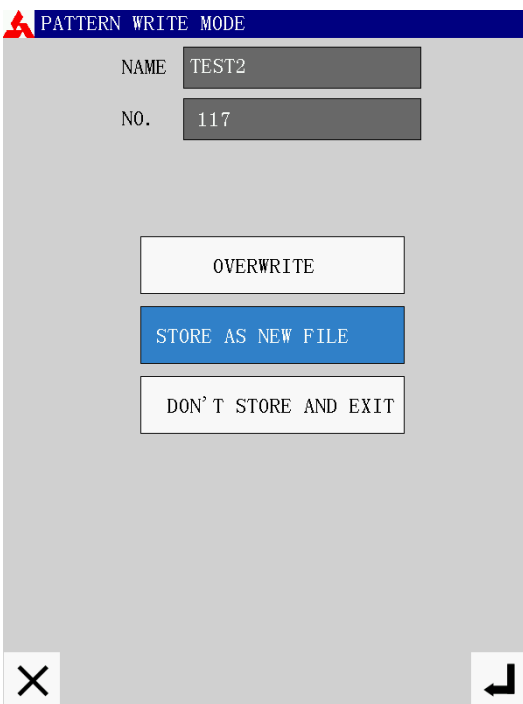 PATTERN WRITE MODE
NAME TEST2
NO. 117
OVERWRITE
STORE AS NEW FILE
DON'T STORE AND EXIT